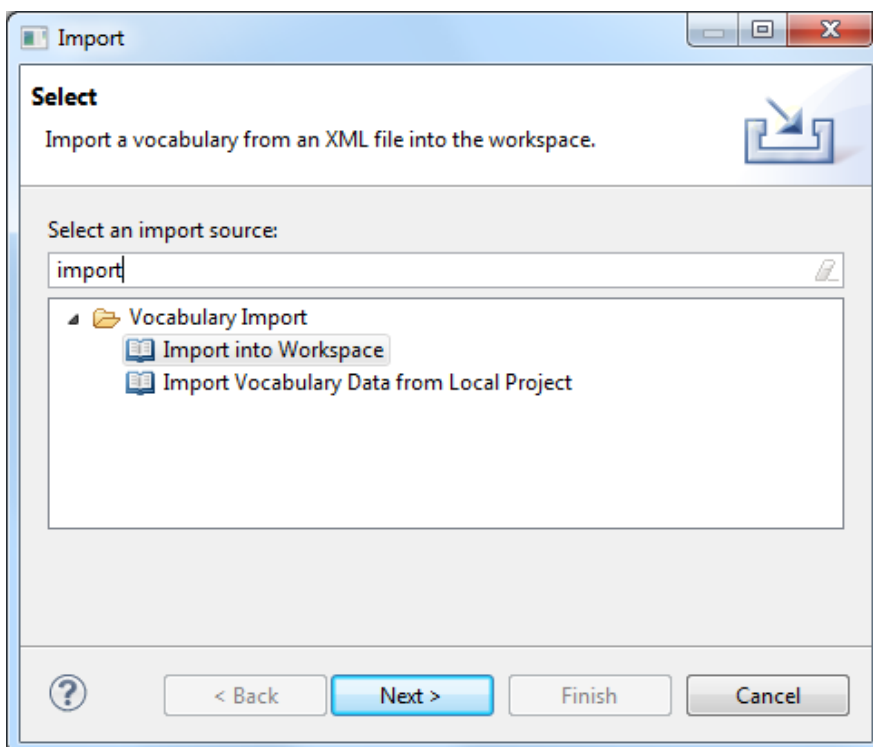 Import
Select
Import a vocabulary from an XML file into the workspace.
Select an import source:
import
Vocabulary Import
Import into Workspace
Import Vocabulary Data from Local Project
? < Back Next > Finish Cancel